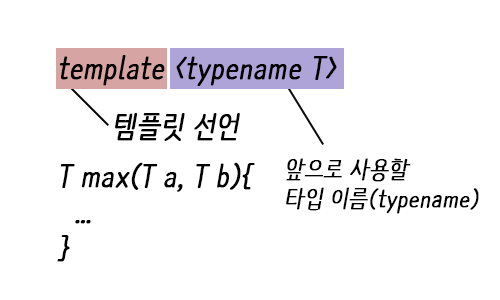 template <typename T>
템플릿 선언
T max(T a, T b){
앞으로 사용할
타입 이름(typename)
...
}